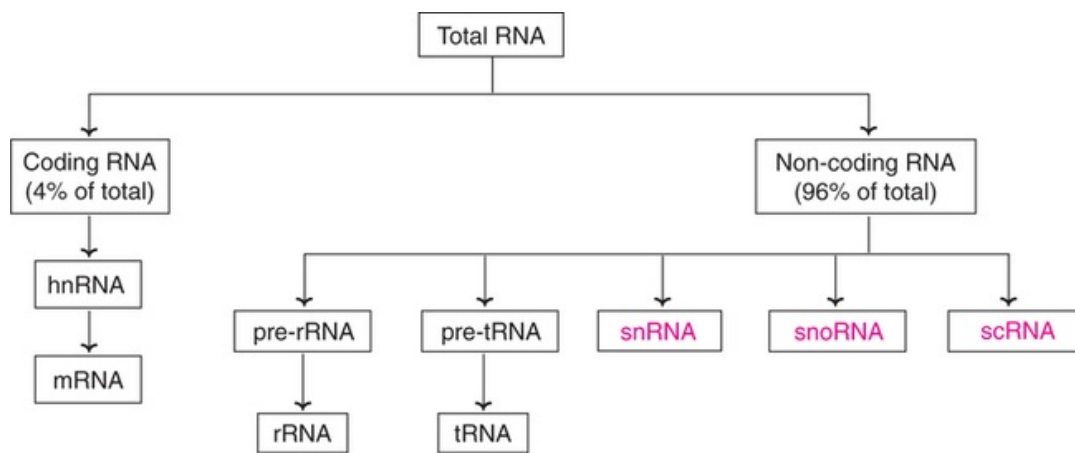 Total RNA
Coding RNA
(4% of total)
Non-coding RNA
(96% of total)
hnRNA
mRNA
pre-rRNA
pre-tRNA
snRNA
snoRNA
scRNA
rRNA
tRNA